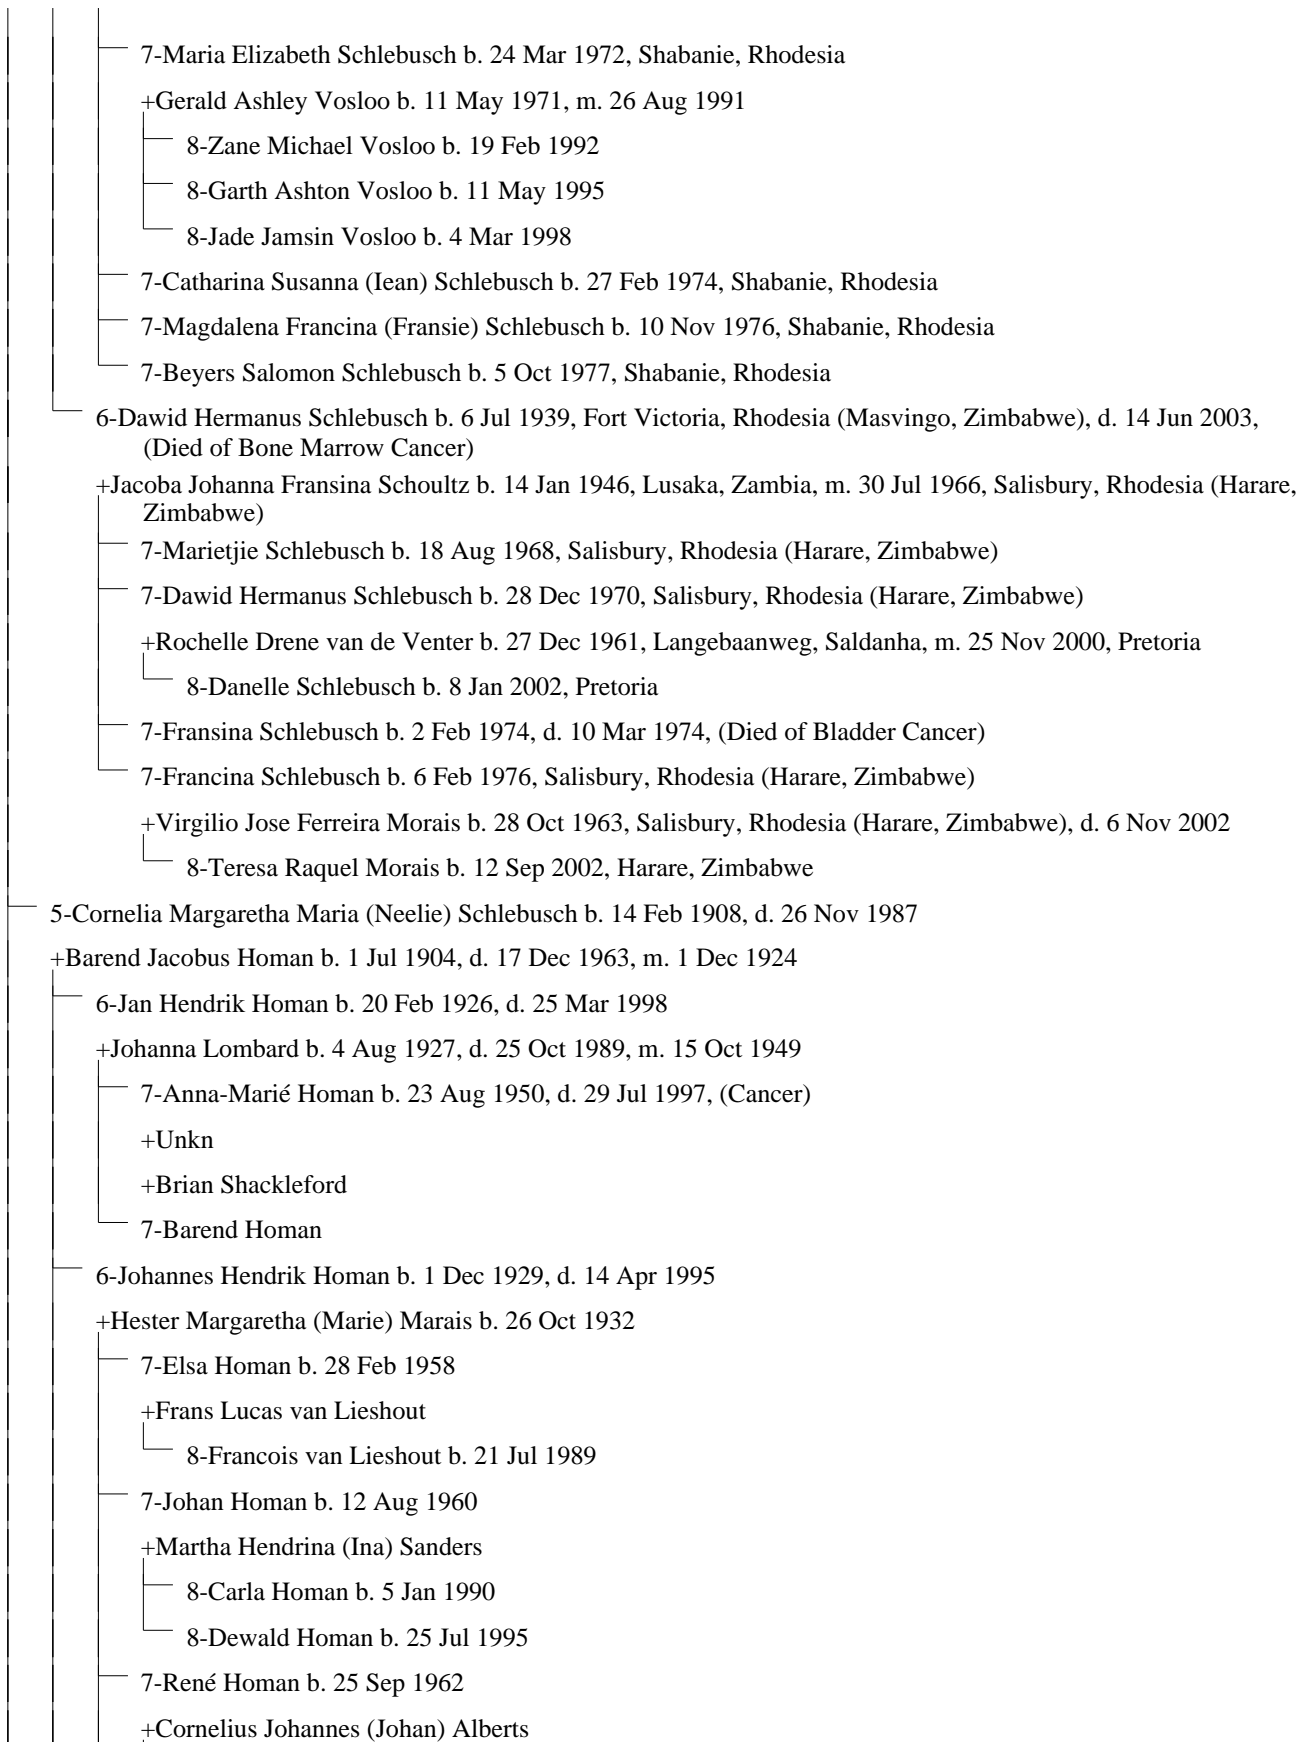 7-Maria Elizabeth Schlebusch b. 24 Mar 1972, Shabanie, Rhodesia
+Gerald Ashley Vosloo b. 11 May 1971, m. 26 Aug 1991
8-Zane Michael Vosloo b. 19 Feb 1992
8-Garth Ashton Vosloo b. 11 May 1995
8-Jade Jamsin Vosloo b. 4 Mar 1998
7-Catharina Susanna (Iean) Schlebusch b. 27 Feb 1974, Shabanie, Rhodesia
7-Magdalena Francina (Fransie) Schlebusch b. 10 Nov 1976, Shabanie, Rhodesia
7-Beyers Salomon Schlebusch b. 5 Oct 1977, Shabanie, Rhodesia
6-Dawid Hermanus Schlebusch b. 6 Jul 1939, Fort Victoria, Rhodesia (Masvingo, Zimbabwe), d. 14 Jun 2003,
(Died of Bone Marrow Cancer)
+Jacoba Johanna Fransina Schoultz b. 14 Jan 1946, Lusaka, Zambia, m. 30 Jul 1966, Salisbury, Rhodesia (Harare,
Zimbabwe)
7-Marietjie Schlebusch b. 18 Aug 1968, Salisbury, Rhodesia (Harare, Zimbabwe)
7-Dawid Hermanus Schlebusch b. 28 Dec 1970, Salisbury, Rhodesia (Harare, Zimbabwe)
+Rochelle Drene van de Venter b. 27 Dec 1961, Langebaanweg, Saldanha, m. 25 Nov 2000, Pretoria
8-Danelle Schlebusch b. 8 Jan 2002, Pretoria
7-Fransina Schlebusch b. 2 Feb 1974, d. 10 Mar 1974, (Died of Bladder Cancer)
7-Francina Schlebusch b. 6 Feb 1976, Salisbury, Rhodesia (Harare, Zimbabwe)
+Virgilio Jose Ferreira Morais b. 28 Oct 1963, Salisbury, Rhodesia (Harare, Zimbabwe), d. 6 Nov 2002
8-Teresa Raquel Morais b. 12 Sep 2002, Harare, Zimbabwe
5-Cornelia Margaretha Maria (Neelie) Schlebusch b. 14 Feb 1908, d. 26 Nov 1987
+Barend Jacobus Homan b. 1 Jul 1904, d. 17 Dec 1963, m. 1 Dec 1924
6-Jan Hendrik Homan b. 20 Feb 1926, d. 25 Mar 1998
+Johanna Lombard b. 4 Aug 1927, d. 25 Oct 1989, m. 15 Oct 1949
7-Anna-Marié Homan b. 23 Aug 1950, d. 29 Jul 1997, (Cancer)
+Unkn
+Brian Shackleford
7-Barend Homan
6-Johannes Hendrik Homan b. 1 Dec 1929, d. 14 Apr 1995
+Hester Margaretha (Marie) Marais b. 26 Oct 1932
7-Elsa Homan b. 28 Feb 1958
+Frans Lucas van Lieshout
8-Francois van Lieshout b. 21 Jul 1989
7-Johan Homan b. 12 Aug 1960
+Martha Hendrina (Ina) Sanders
8-Carla Homan b. 5 Jan 1990
8-Dewald Homan b. 25 Jul 1995
7-René Homan b. 25 Sep 1962
+Cornelius Johannes (Johan) Alberts